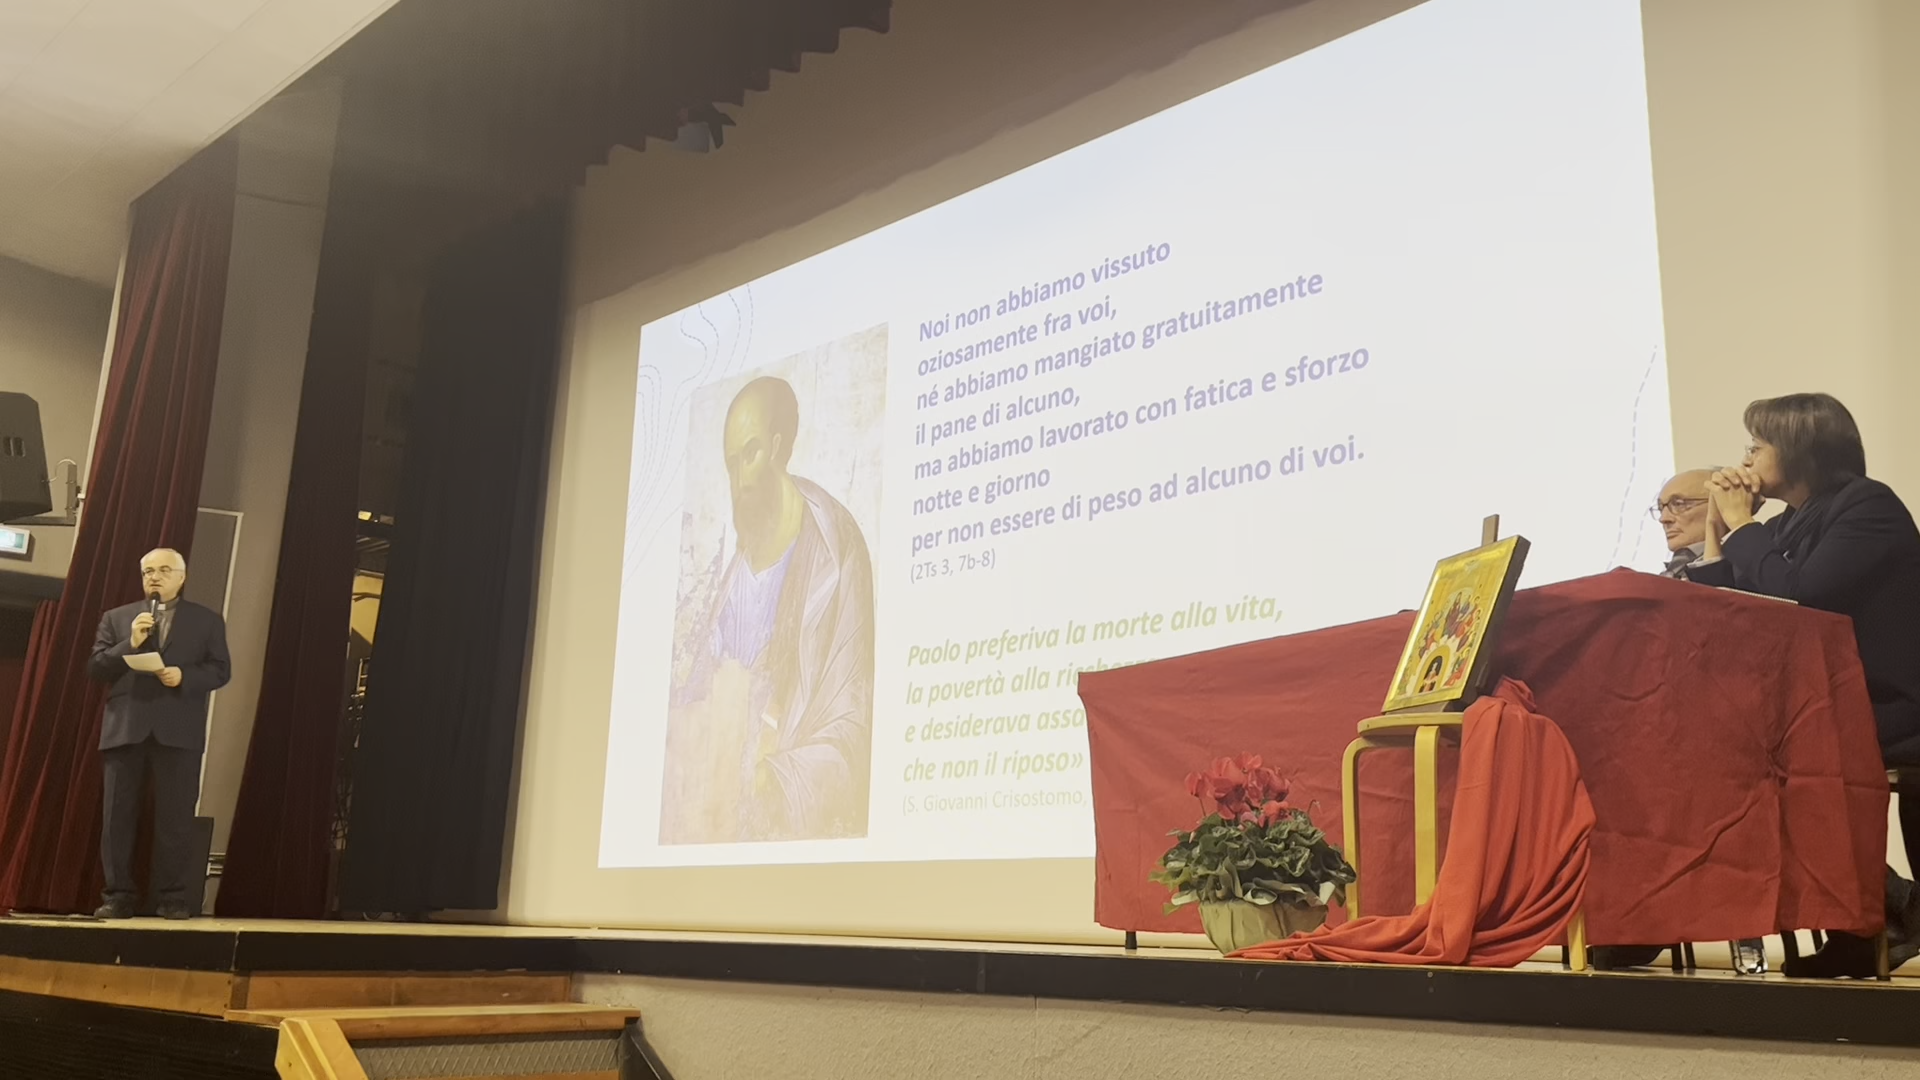 Noi non abbiamo vissuto
oziosamente fra voi,
né abbiamo mangiato gratuitamente
il pane di alcuno,
ma abbiamo lavorato con fatica e sforzo
notte e giorno
per non essere di peso ad alcuno di voi.
(2Ts 3, 7b-8)
Paolo preferiva la morte alla vita,
la povertà alla
e desiderava
che non il riposo»
(S. Giovanni Crisostomo,